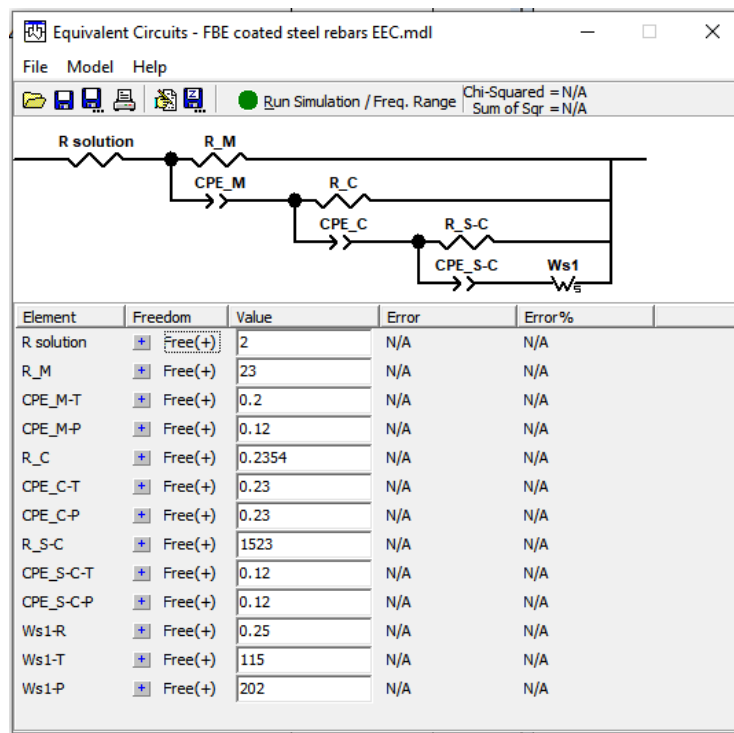 Equivalent Circuits - FBE coated steel rebars EEC.mdl
File Model Help
Run Simulation / Freq. Range Chi-Squared =N/A
Sum of Sqr =N/A
R solution R_M
CPE_M R_C
CPE_C R_S-C
CPE_S-C Ws1
Element Freedom Value Error Error%
R solution + Free(+) 2 N/A N/A
R_M + Free(+) 23 N/A N/A
CPE_M-T + Free(+) 0.2 N/A N/A
CPE_M-P + Free(+) 0.12 N/A N/A
R_C + Free(+) 0.2354 N/A N/A
CPE_C-T + Free(+) 0.23 N/A N/A
CPE_C-P + Free(+) 0.23 N/A N/A
R_S-C + Free(+) 1523 N/A N/A
CPE_S-C-T + Free(+) 0.12 N/A N/A
CPE_S-C-P + Free(+) 0.12 N/A N/A
Ws1-R + Free(+) 0.25 N/A N/A
Ws1-T + Free(+) 115 N/A N/A
Ws1-P + Free(+) 202 N/A N/A